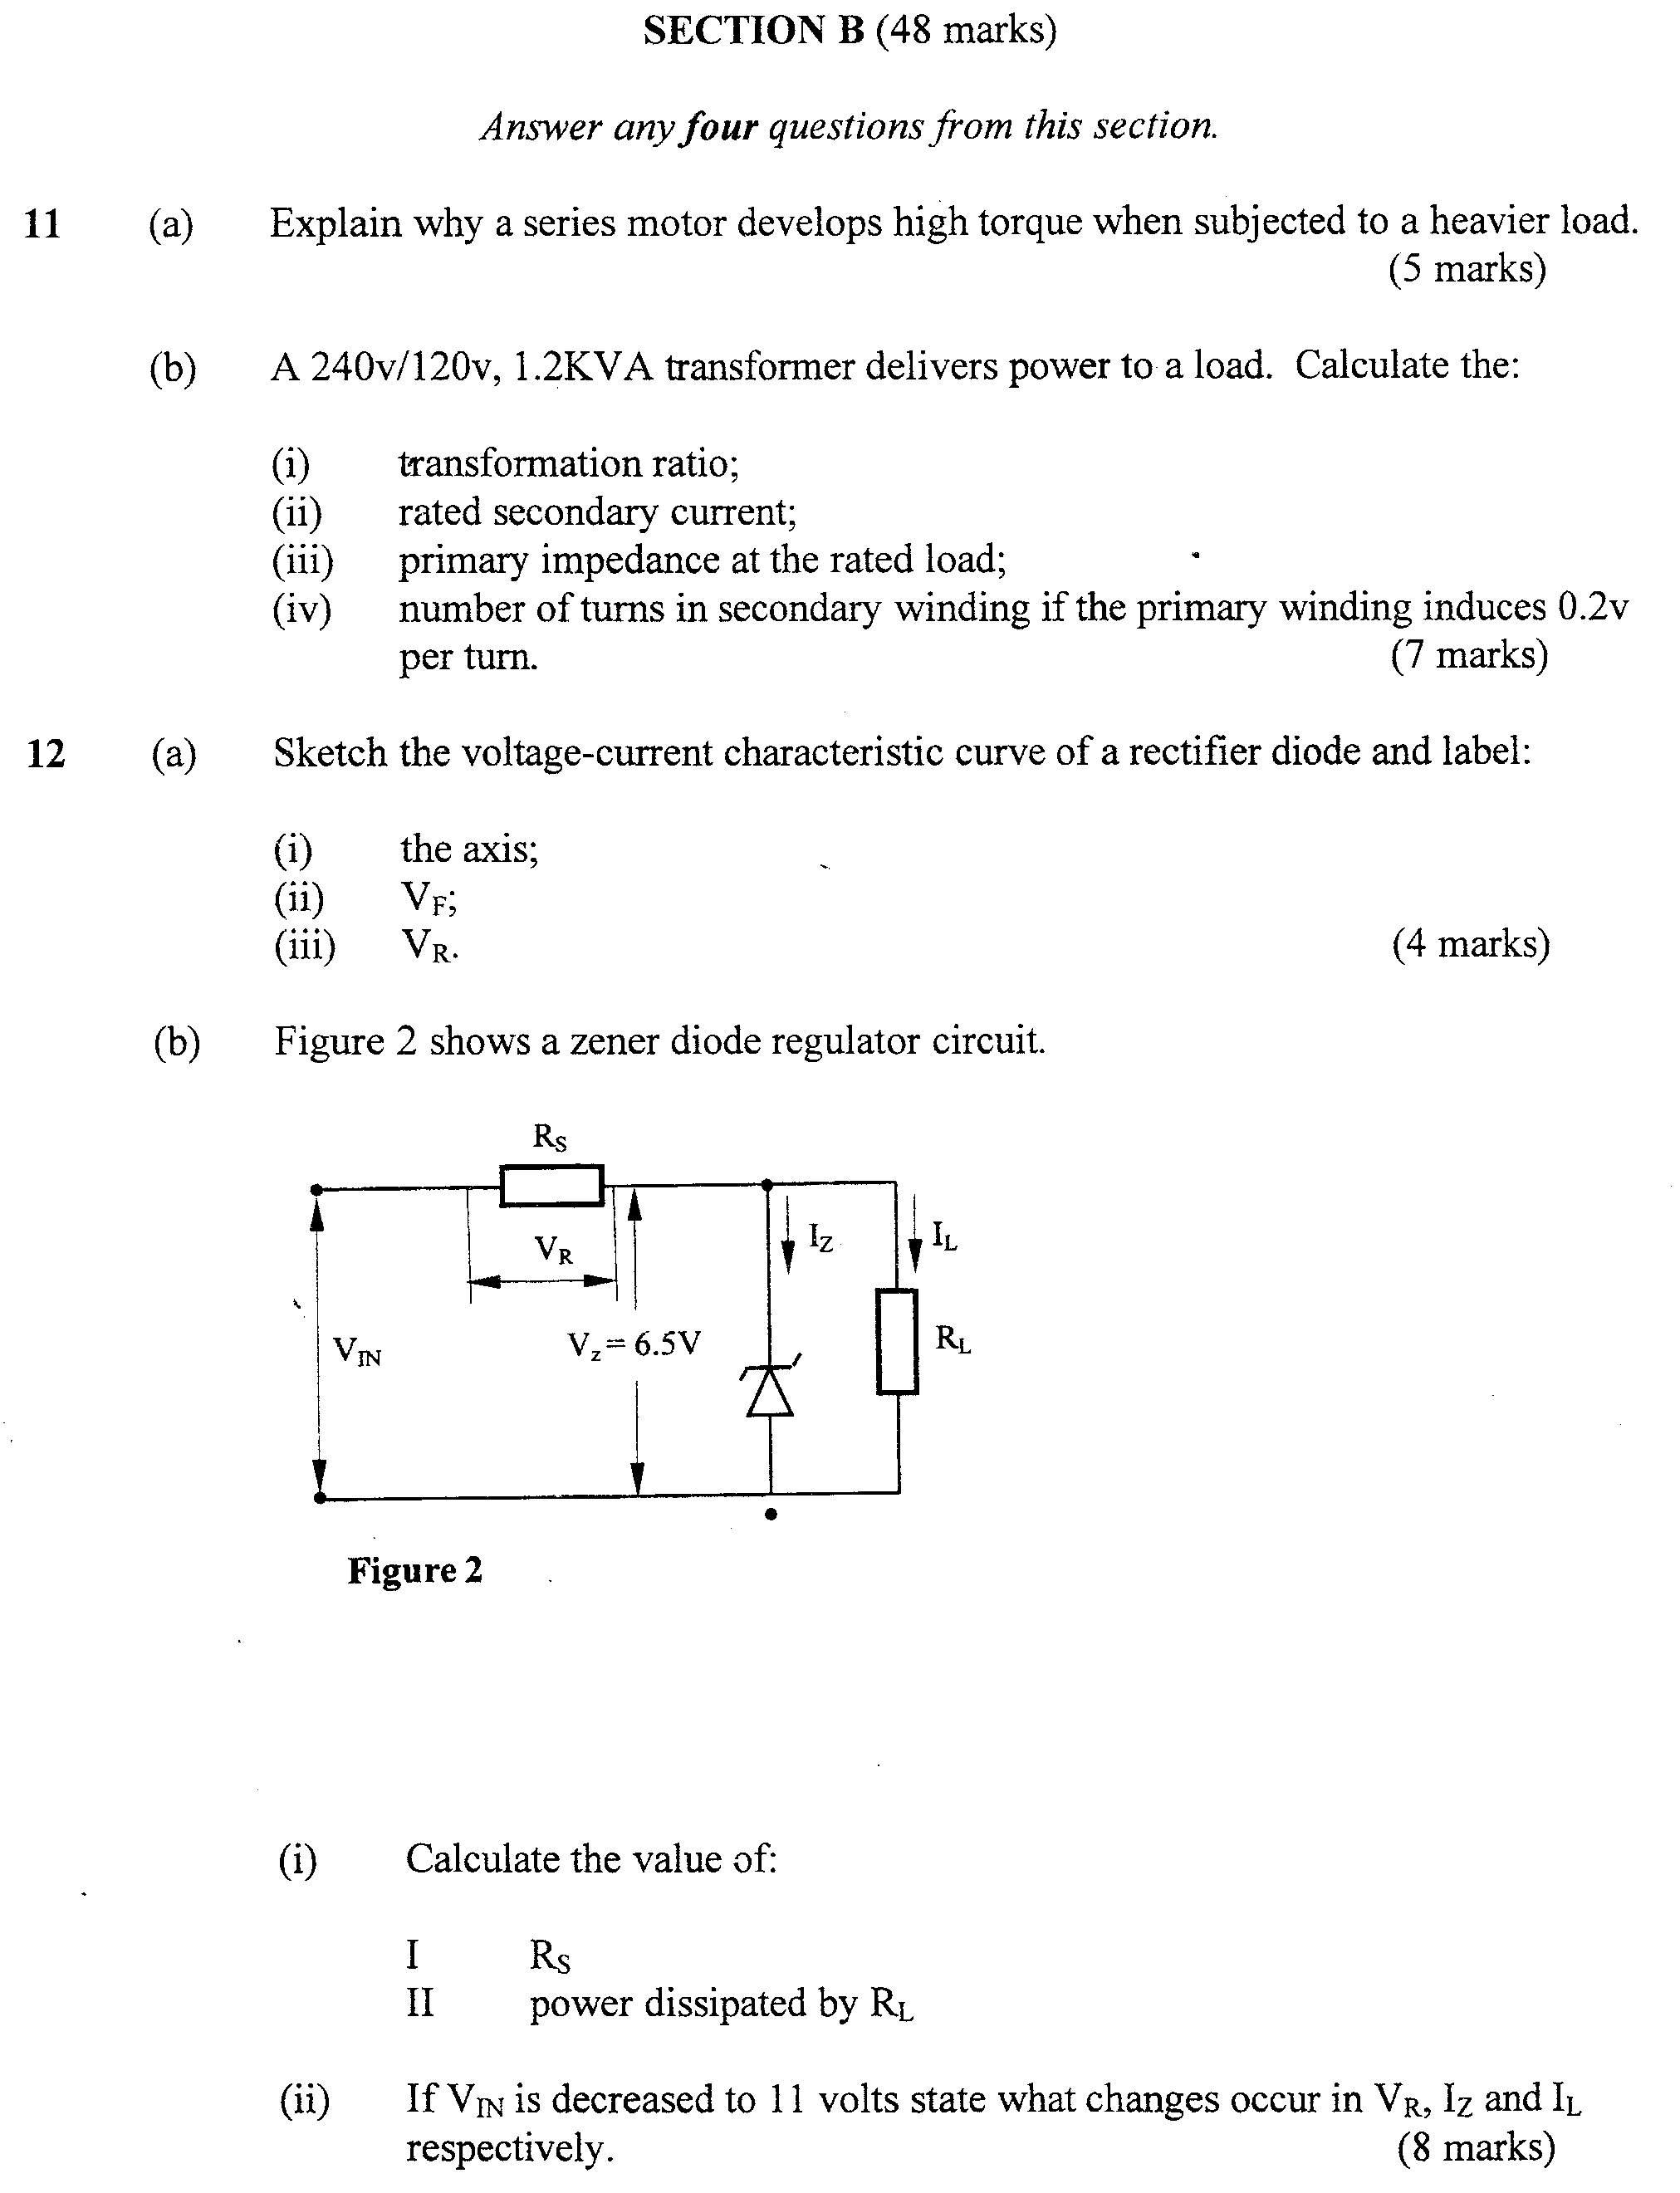 SECTION B (48 marks)
Answer any four questions from this section.
11 (a) Explain why a series motor develops high torque when subjected to a heavier load.
(5 marks)
(b) A 240v/120v, 1.2KVA transformer delivers power to a load. Calculate the:
(i) transformation ratio;
(ii) rated secondary current;
(iii) primary impedance at the rated load;
(iv) number of turns in secondary winding if the primary winding induces 0.2v
per turn. (7 marks)
12 (a) Sketch the voltage-current characteristic curve of a rectifier diode and label:
(i) the axis;
(ii) VF;
(iii) VR. (4 marks)
(b) Figure 2 shows a zener diode regulator circuit.
RS
VR
IZ
IL
VIN
Vz = 6.5V
RL
Figure 2
(i) Calculate the value of:
I RS
II power dissipated by RL
(ii) If VIN is decreased to 11 volts state what changes occur in VR, IZ and IL
respectively. (8 marks)